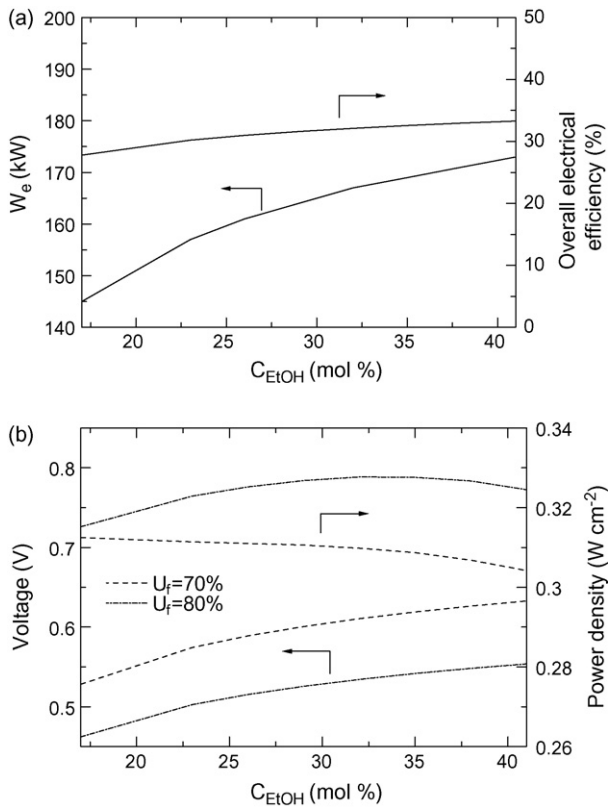 (a)
200
190
180
170
160
150
140
50
40
30
20
10
0
20
25
30
35
40
W_e (kW)
Overall electrical
efficiency (%)
C_EtOH (mol %)
(b)
0.8
0.7
0.6
0.5
0.34
0.32
0.3
0.28
0.26
U_f=70%
U_f=80%
20
25
30
35
40
Voltage (V)
Power density (W cm⁻²)
C_EtOH (mol %)